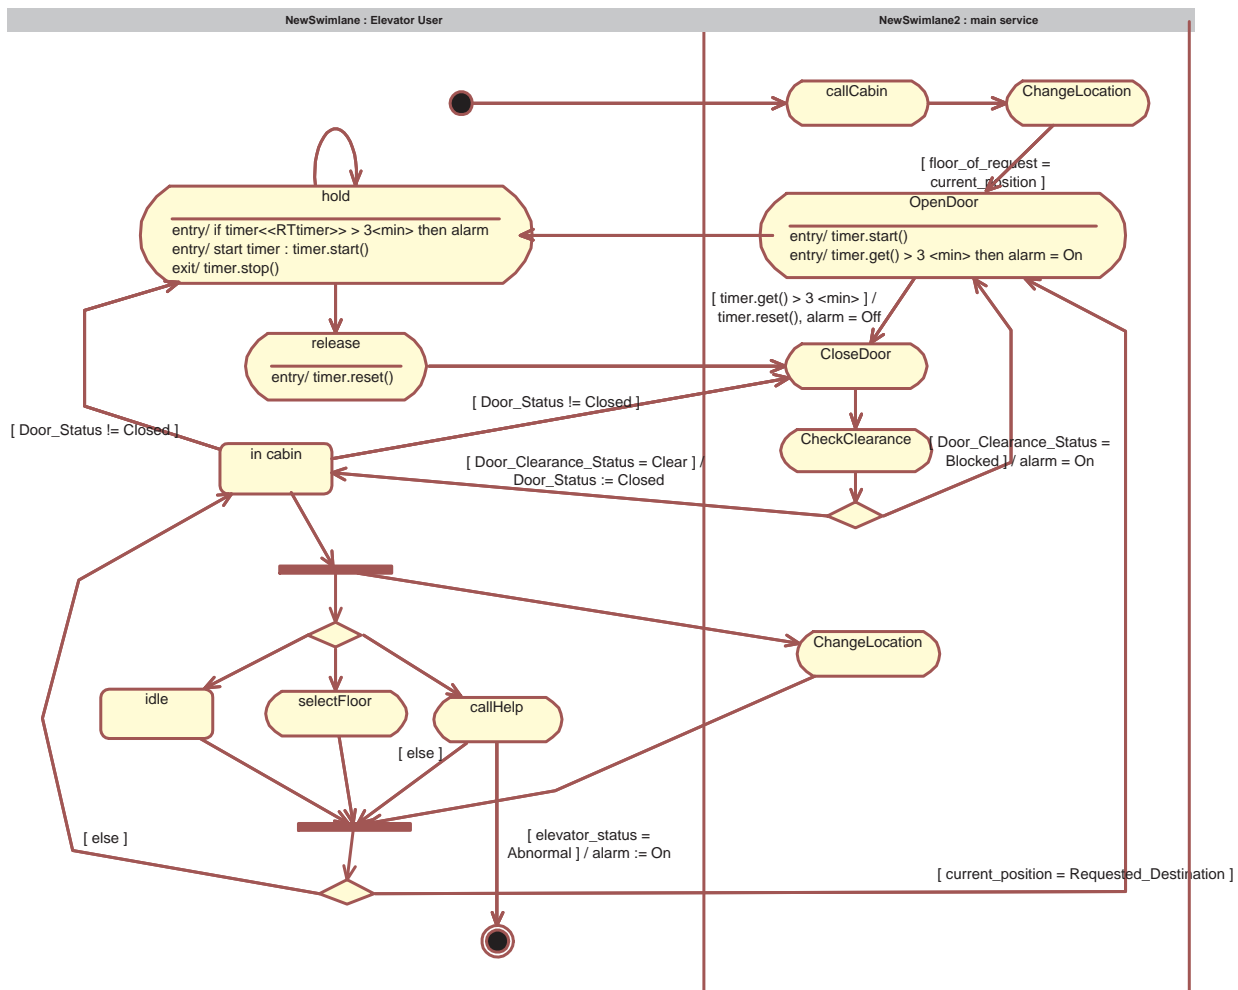 NewSwimlane : Elevator User
NewSwimlane2 : main service
callCabin
ChangeLocation
[ floor_of_request =
current_position ]
hold
entry/ if timer<<RTtimer>> > 3<min> then alarm
entry/ start timer : timer.start()
exit/ timer.stop()
OpenDoor
entry/ timer.start()
entry/ timer.get() > 3 <min> then alarm = On
[ timer.get() > 3 <min> ] /
timer.reset(), alarm = Off
release
entry/ timer.reset()
CloseDoor
[ Door_Status != Closed ]
[ Door_Status != Closed ]
in cabin
CheckClearance
[ Door_Clearance_Status =
Blocked ] / alarm = On
[ Door_Clearance_Status = Clear ] /
Door_Status := Closed
ChangeLocation
idle
selectFloor
callHelp
[ else ]
[ else ]
[ elevator_status =
Abnormal ] / alarm := On
[ current_position = Requested_Destination ]